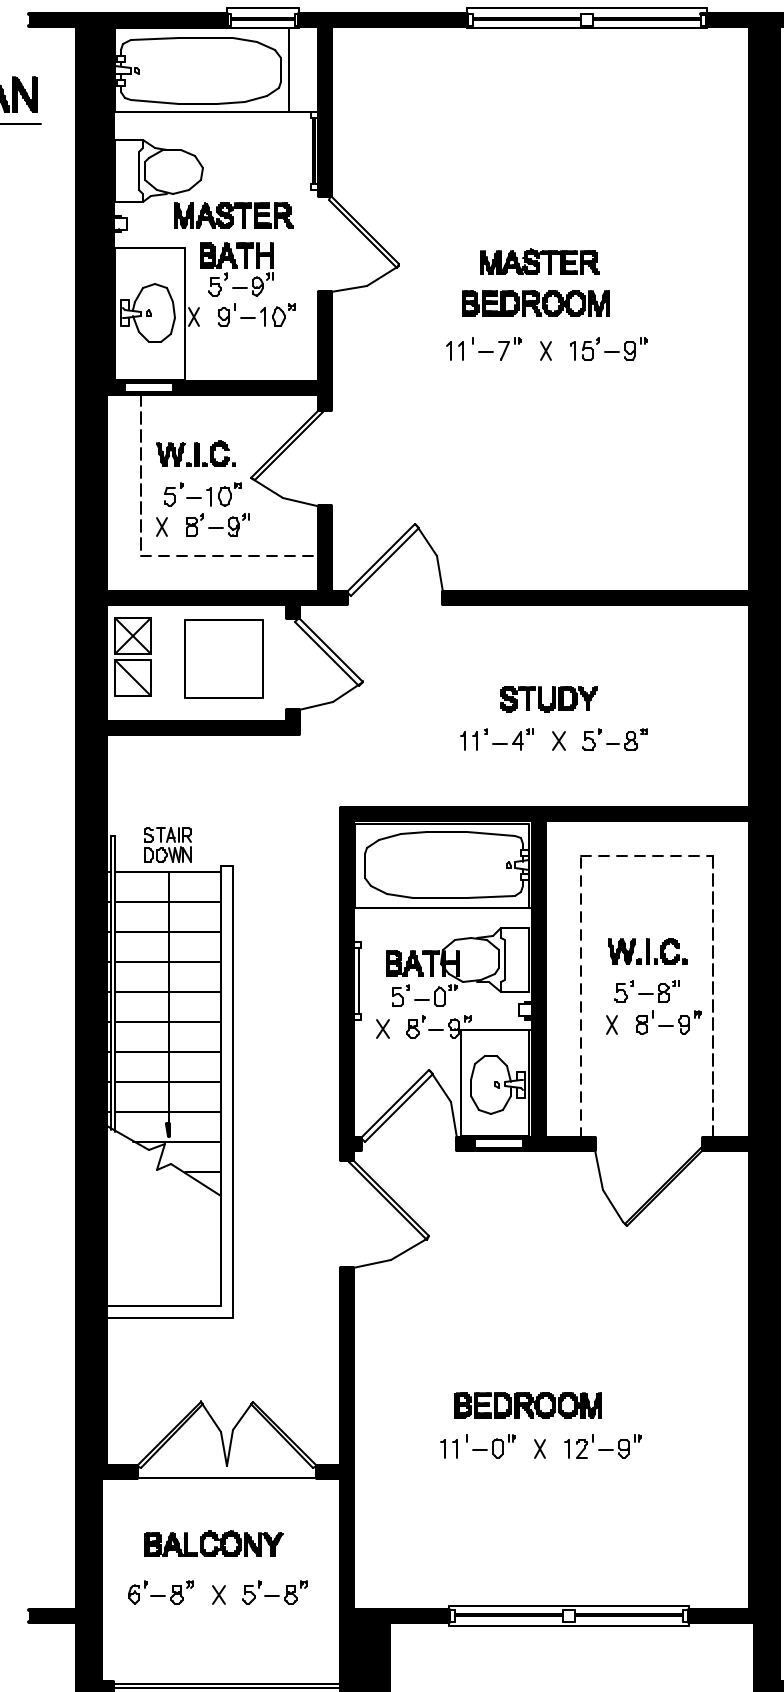 AN
MASTER
BATH
5'-9"
X 9'-10"
MASTER
BEDROOM
11'-7" X 15'-9"
W.I.C.
5'-10"
X 8'-9"
STUDY
11'-4" X 5'-8"
STAIR
DOWN
BATH
5'-0"
X 8'-9"
W.I.C.
5'-8"
X 8'-9"
BEDROOM
11'-0" X 12'-9"
BALCONY
6'-8" X 5'-8"